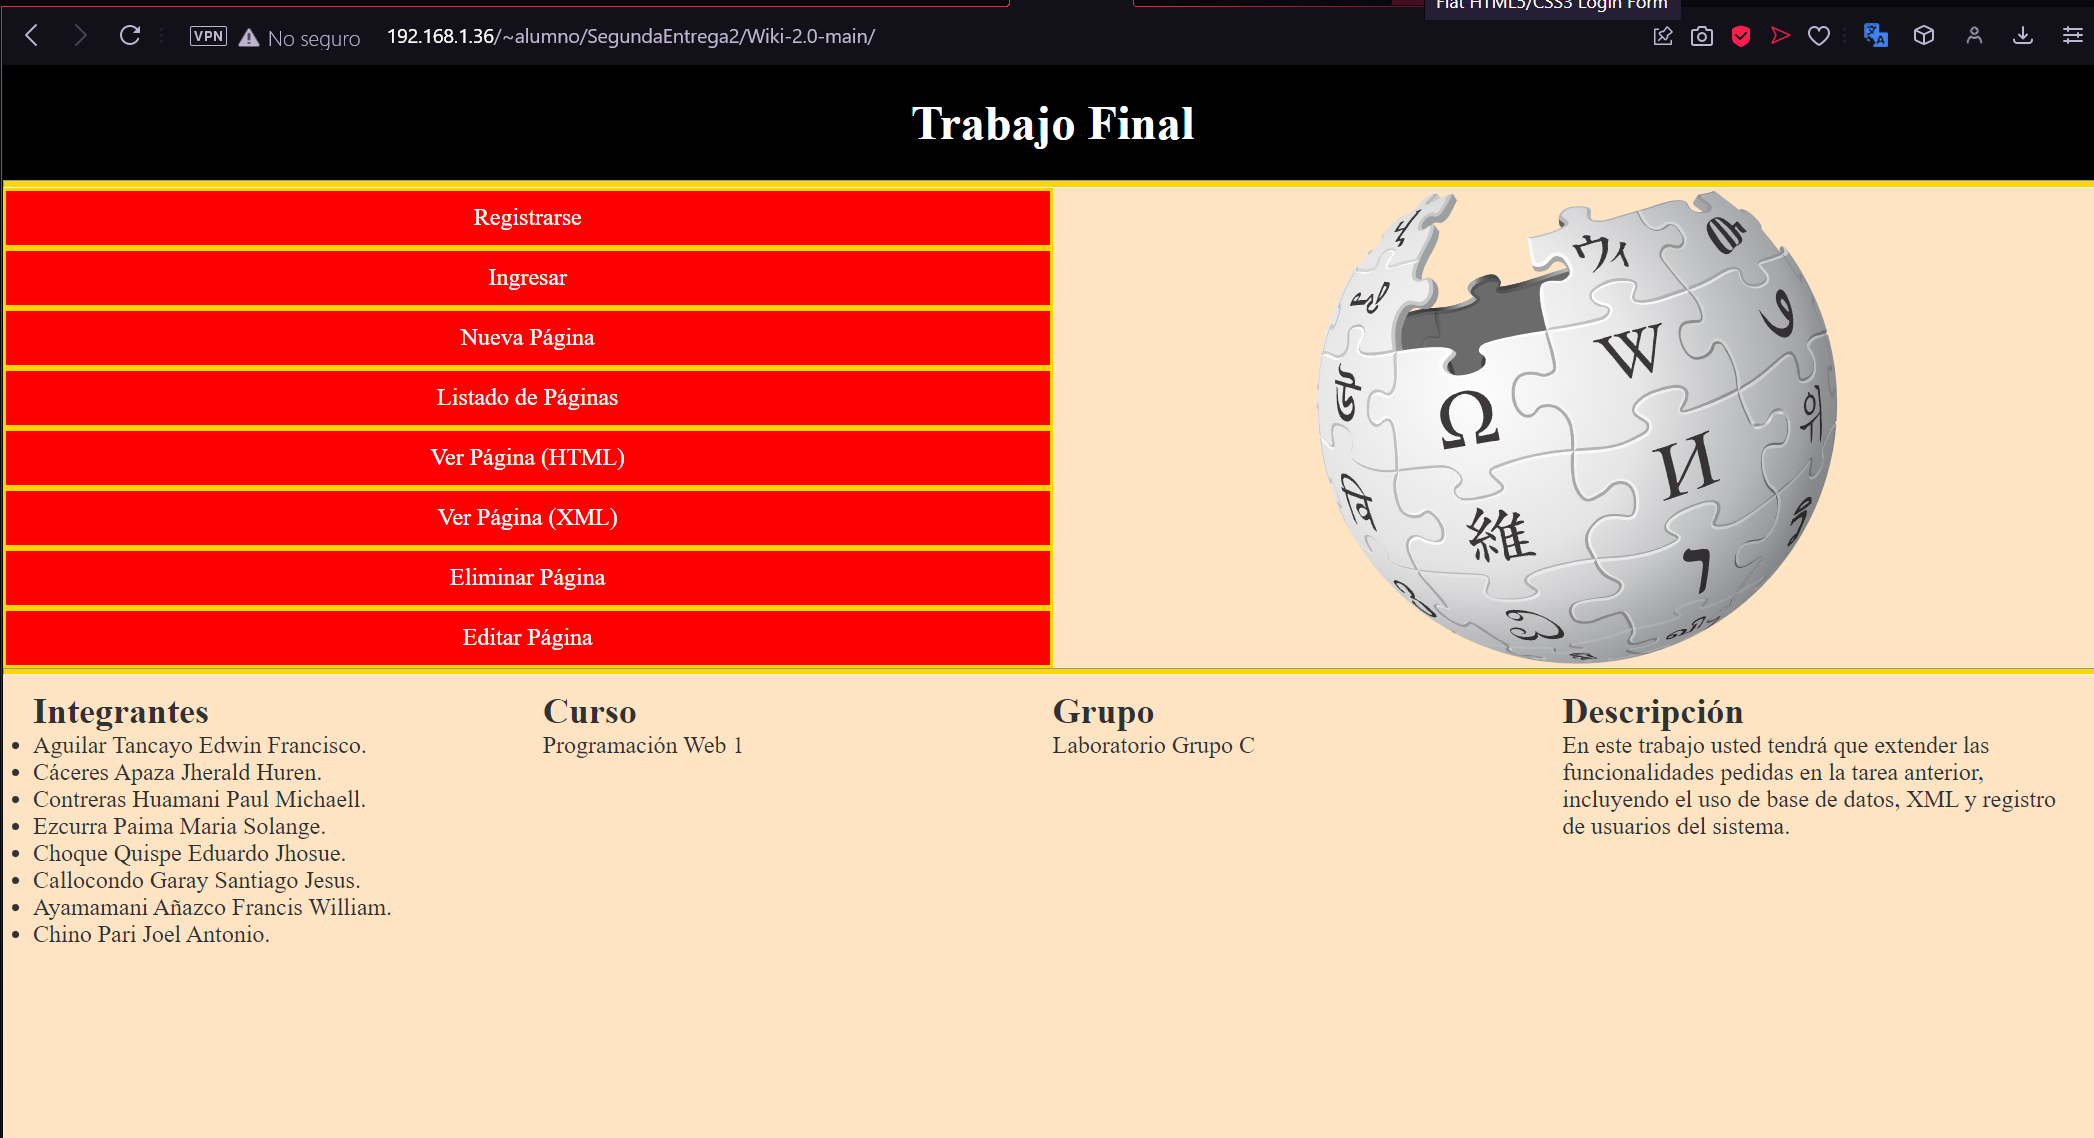 Flat HTML5/CSS3 Login Form
VPN No seguro 192.168.1.36/~alumno/SegundaEntrega2/Wiki-2.0-main/
Trabajo Final
Registrarse
Ingresar
Nueva Página
Listado de Páginas
Ver Página (HTML)
Ver Página (XML)
Eliminar Página
Editar Página
ウィ
W
Ω
И
維
위
ר
Integrantes
Aguilar Tancayo Edwin Francisco.
Cáceres Apaza Jherald Huren.
Contreras Huamani Paul Michaell.
Ezcurra Paima Maria Solange.
Choque Quispe Eduardo Jhosue.
Callocondo Garay Santiago Jesus.
Ayamamani Añazco Francis William.
Chino Pari Joel Antonio.
Curso
Programación Web 1
Grupo
Laboratorio Grupo C
Descripción
En este trabajo usted tendrá que extender las
funcionalidades pedidas en la tarea anterior,
incluyendo el uso de base de datos, XML y registro
de usuarios del sistema.